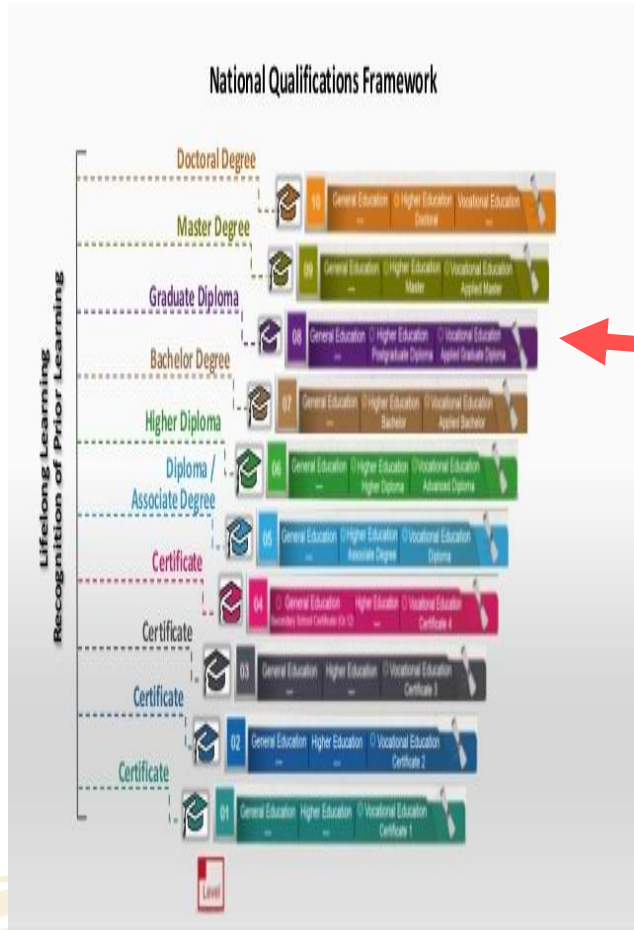 National Qualifications Framework
Lifelong Learning
Recognition of Prior Learning
Doctoral Degree
10 General Education Higher Education Vocational Education
--- Doctoral ---
Master Degree
09 General Education Higher Education Vocational Education
--- Master Applied Master
Graduate Diploma
08 General Education Higher Education Vocational Education
--- Postgraduate Diploma Applied Graduate Diploma
Bachelor Degree
07 General Education Higher Education Vocational Education
--- Bachelor Applied Bachelor
Higher Diploma
06 General Education Higher Education Vocational Education
--- Higher Diploma Advanced Diploma
Diploma /
Associate Degree
05 General Education Higher Education Vocational Education
--- Associate Degree Diploma
Certificate
04 General Education Higher Education Vocational Education
Secondary School Certificate (Gr.12) --- Certificate 4
Certificate
03 General Education Higher Education Vocational Education
--- --- Certificate 3
Certificate
02 General Education Higher Education Vocational Education
--- --- Certificate 2
Certificate
01 General Education Higher Education Vocational Education
--- --- Certificate 1
Level